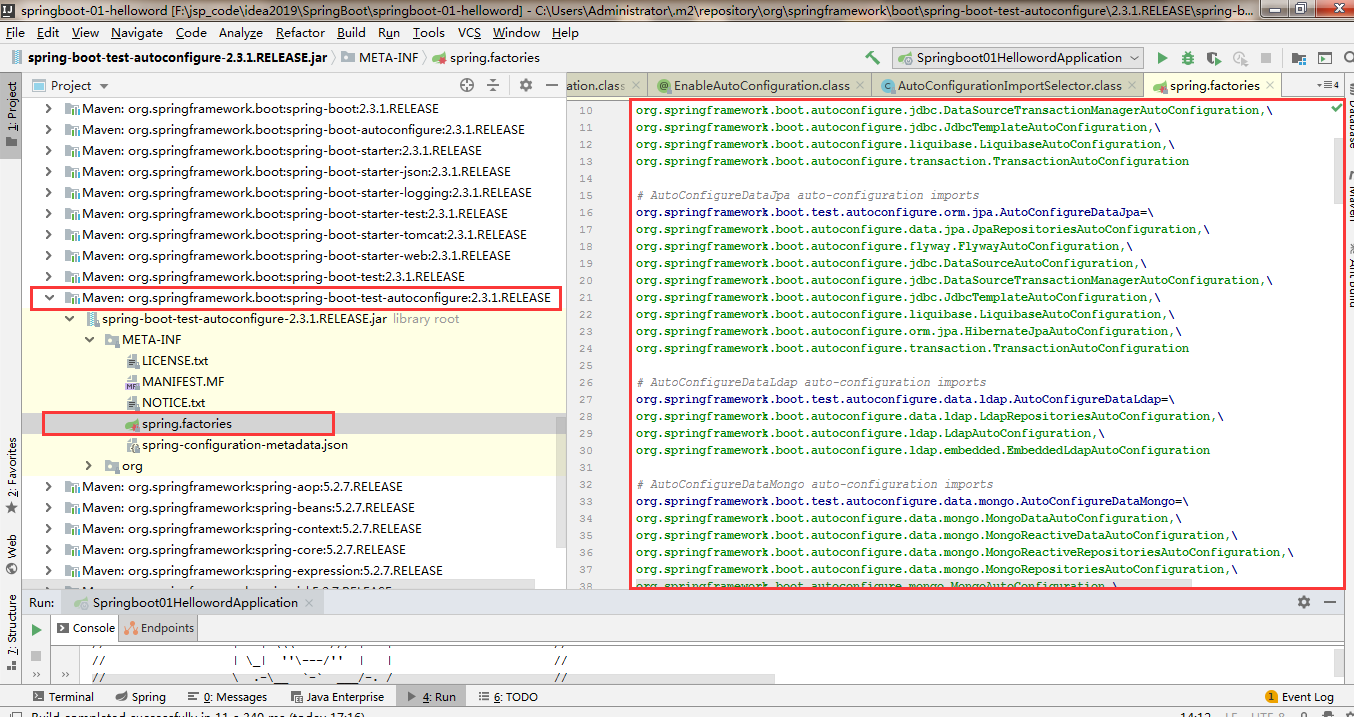 springboot-01-helloword [F:\jsp_code\idea2019\SpringBoot\springboot-01-helloword] - C:\Users\Administrator\.m2\repository\org\springframework\boot\spring-boot-test-autoconfigure\2.3.1.RELEASE\spring-b...
File Edit View Navigate Code Analyze Refactor Build Run Tools VCS Window Help
spring-boot-test-autoconfigure-2.3.1.RELEASE.jar META-INF spring.factories
Springboot01HellowordApplication
Project
ation.class EnableAutoConfiguration.class AutoConfigurationImportSelector.class spring.factories
4
1: Project
2: Favorites
Web
7: Structure
Database
Maven
Maven: org.springframework.boot:spring-boot:2.3.1.RELEASE
Maven: org.springframework.boot:spring-boot-autoconfigure:2.3.1.RELEASE
Maven: org.springframework.boot:spring-boot-starter:2.3.1.RELEASE
Maven: org.springframework.boot:spring-boot-starter-json:2.3.1.RELEASE
Maven: org.springframework.boot:spring-boot-starter-logging:2.3.1.RELEASE
Maven: org.springframework.boot:spring-boot-starter-test:2.3.1.RELEASE
Maven: org.springframework.boot:spring-boot-starter-tomcat:2.3.1.RELEASE
Maven: org.springframework.boot:spring-boot-starter-web:2.3.1.RELEASE
Maven: org.springframework.boot:spring-boot-test:2.3.1.RELEASE
Maven: org.springframework.boot:spring-boot-test-autoconfigure:2.3.1.RELEASE
spring-boot-test-autoconfigure-2.3.1.RELEASE.jar library root
META-INF
LICENSE.txt
MANIFEST.MF
NOTICE.txt
spring.factories
spring-configuration-metadata.json
org
Maven: org.springframework:spring-aop:5.2.7.RELEASE
Maven: org.springframework:spring-beans:5.2.7.RELEASE
Maven: org.springframework:spring-context:5.2.7.RELEASE
Maven: org.springframework:spring-core:5.2.7.RELEASE
Maven: org.springframework:spring-expression:5.2.7.RELEASE
10 org.springframework.boot.autoconfigure.jdbc.DataSourceTransactionManagerAutoConfiguration,\
11 org.springframework.boot.autoconfigure.jdbc.JdbcTemplateAutoConfiguration,\
12 org.springframework.boot.autoconfigure.liquibase.LiquibaseAutoConfiguration,\
13 org.springframework.boot.autoconfigure.transaction.TransactionAutoConfiguration
14
15 # AutoConfigureDataJpa auto-configuration imports
16 org.springframework.boot.test.autoconfigure.orm.jpa.AutoConfigureDataJpa=\
17 org.springframework.boot.autoconfigure.data.jpa.JpaRepositoriesAutoConfiguration,\
18 org.springframework.boot.autoconfigure.flyway.FlywayAutoConfiguration,\
19 org.springframework.boot.autoconfigure.jdbc.DataSourceAutoConfiguration,\
20 org.springframework.boot.autoconfigure.jdbc.DataSourceTransactionManagerAutoConfiguration,\
21 org.springframework.boot.autoconfigure.jdbc.JdbcTemplateAutoConfiguration,\
22 org.springframework.boot.autoconfigure.liquibase.LiquibaseAutoConfiguration,\
23 org.springframework.boot.autoconfigure.orm.jpa.HibernateJpaAutoConfiguration,\
24 org.springframework.boot.autoconfigure.transaction.TransactionAutoConfiguration
25
26 # AutoConfigureDataLdap auto-configuration imports
27 org.springframework.boot.test.autoconfigure.data.ldap.AutoConfigureDataLdap=\
28 org.springframework.boot.autoconfigure.data.ldap.LdapRepositoriesAutoConfiguration,\
29 org.springframework.boot.autoconfigure.ldap.LdapAutoConfiguration,\
30 org.springframework.boot.autoconfigure.ldap.embedded.EmbeddedLdapAutoConfiguration
31
32 # AutoConfigureDataMongo auto-configuration imports
33 org.springframework.boot.test.autoconfigure.data.mongo.AutoConfigureDataMongo=\
34 org.springframework.boot.autoconfigure.data.mongo.MongoDataAutoConfiguration,\
35 org.springframework.boot.autoconfigure.data.mongo.MongoReactiveDataAutoConfiguration,\
36 org.springframework.boot.autoconfigure.data.mongo.MongoReactiveRepositoriesAutoConfiguration,\
37 org.springframework.boot.autoconfigure.data.mongo.MongoRepositoriesAutoConfiguration,\
38 org.springframework.boot.autoconfigure.mongo.MongoAutoConfiguration,\
Run: Springboot01HellowordApplication
Console Endpoints
// | \_| ''\---/'' | | //
// \ .-\__ `-` ___/-. / //
Terminal Spring 0: Messages Java Enterprise 4: Run 6: TODO 1 Event Log
Build completed successfully in 11 s 340 ms (today 17:16) 14:12 LF UTF-8